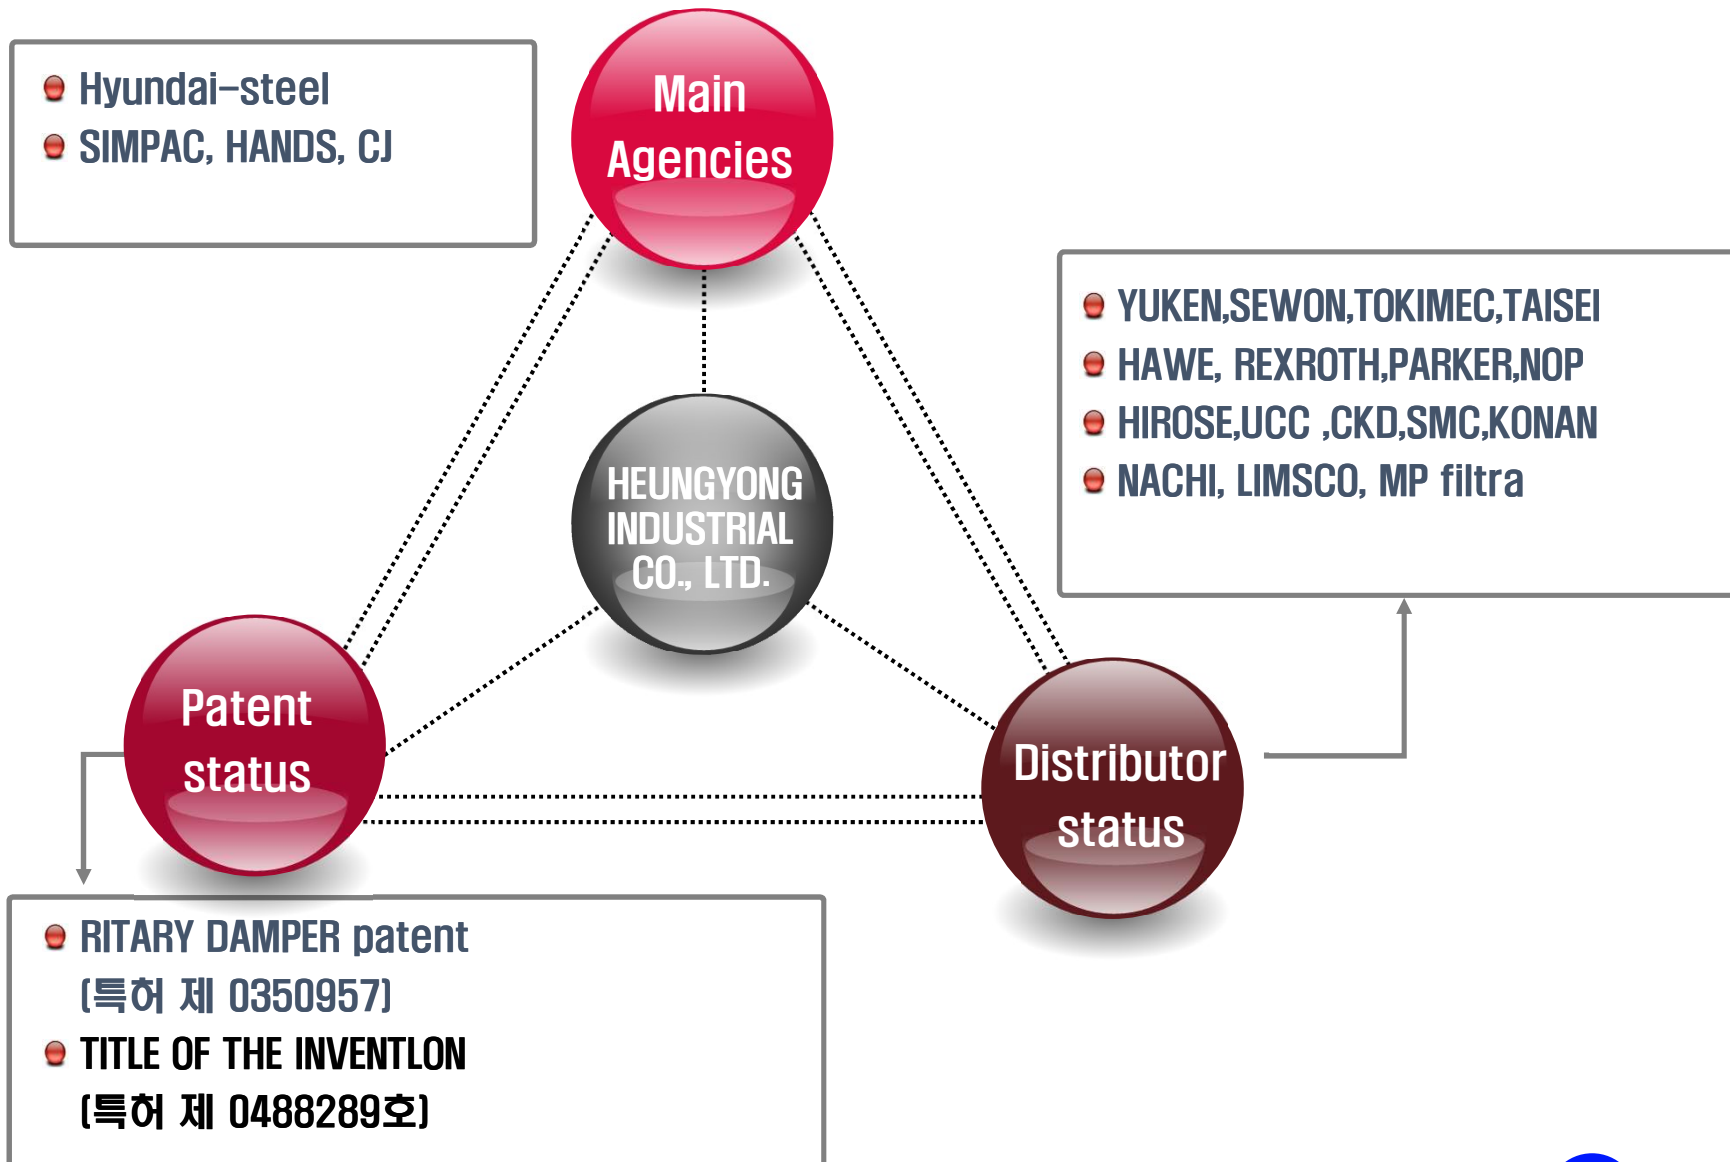 Hyundai-steel
SIMPAC, HANDS, CJ
Main
Agencies
YUKEN,SEWON,TOKIMEC,TAISEI
HAWE, REXROTH,PARKER,NOP
HIROSE,UCC ,CKD,SMC,KONAN
NACHI, LIMSCO, MP filtra
HEUNGYONG
INDUSTRIAL
CO., LTD.
Patent
status
Distributor
status
RITARY DAMPER patent
(특허 제 0350957)
TITLE OF THE INVENTLON
(특허 제 0488289호)